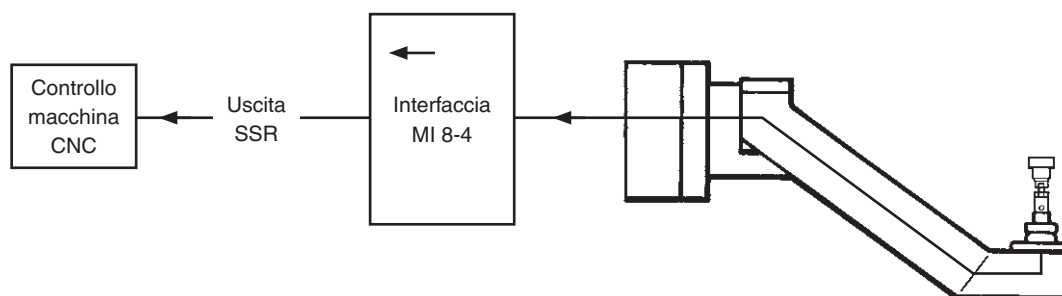 Controllo
macchina
CNC
Uscita
SSR
Interfaccia
MI 8-4